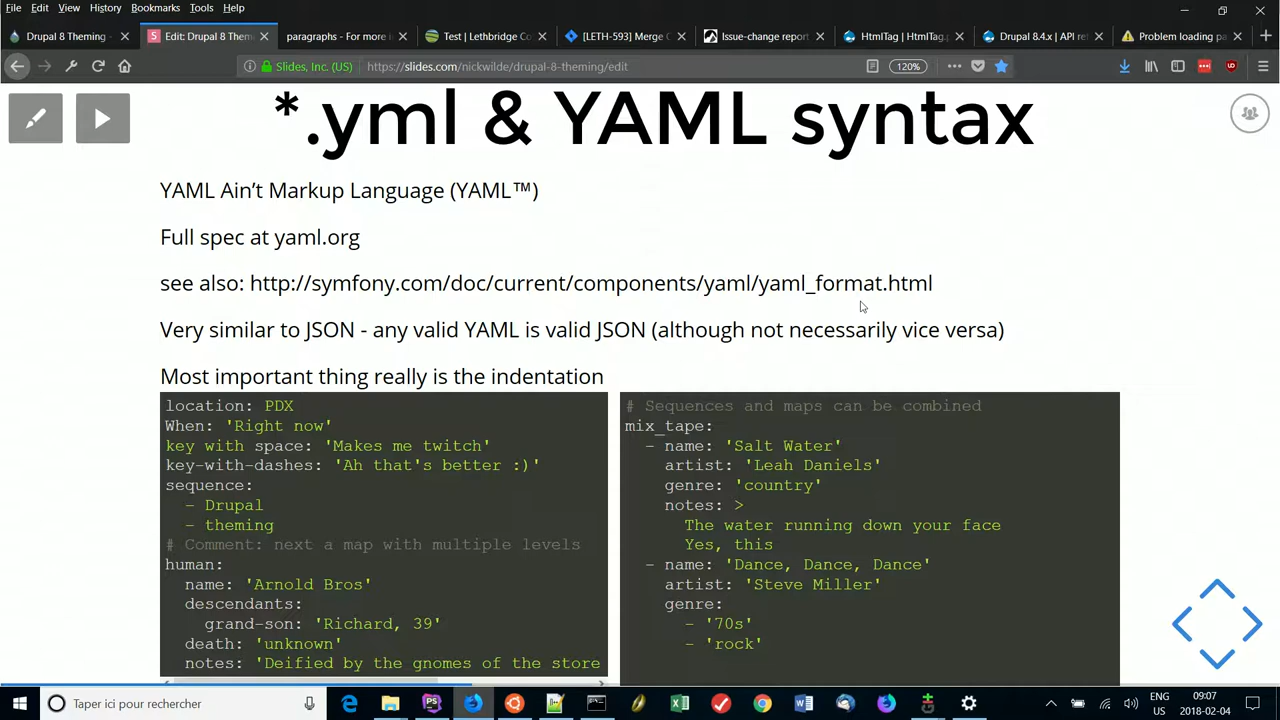 File Edit View History Bookmarks Tools Help
Drupal 8 Theming -
Edit: Drupal 8 Them
paragraphs - For more i
Test | Lethbridge Co
[LETH-593] Merge C
Issue-change report
HtmlTag | HtmlTag.p
Drupal 8.4.x | API re
Problem loading pa
Slides, Inc. (US)
https://slides.com/nickwilde/drupal-8-theming/edit
120%
*.yml & YAML syntax
YAML Ain’t Markup Language (YAML™)
Full spec at yaml.org
see also: http://symfony.com/doc/current/components/yaml/yaml_format.html
Very similar to JSON - any valid YAML is valid JSON (although not necessarily vice versa)
Most important thing really is the indentation
location: PDX
When: 'Right now'
key with space: 'Makes me twitch'
key-with-dashes: 'Ah that's better :)'
sequence:
- Drupal
- theming
# Comment: next a map with multiple levels
human:
name: 'Arnold Bros'
descendants:
grand-son: 'Richard, 39'
death: 'unknown'
notes: 'Deified by the gnomes of the store
# Sequences and maps can be combined
mix_tape:
- name: 'Salt Water'
artist: 'Leah Daniels'
genre: 'country'
notes: >
The water running down your face
Yes, this
- name: 'Dance, Dance, Dance'
artist: 'Steve Miller'
genre:
- '70s'
- 'rock'
Taper ici pour rechercher
ENG
US
09:07
2018-02-04